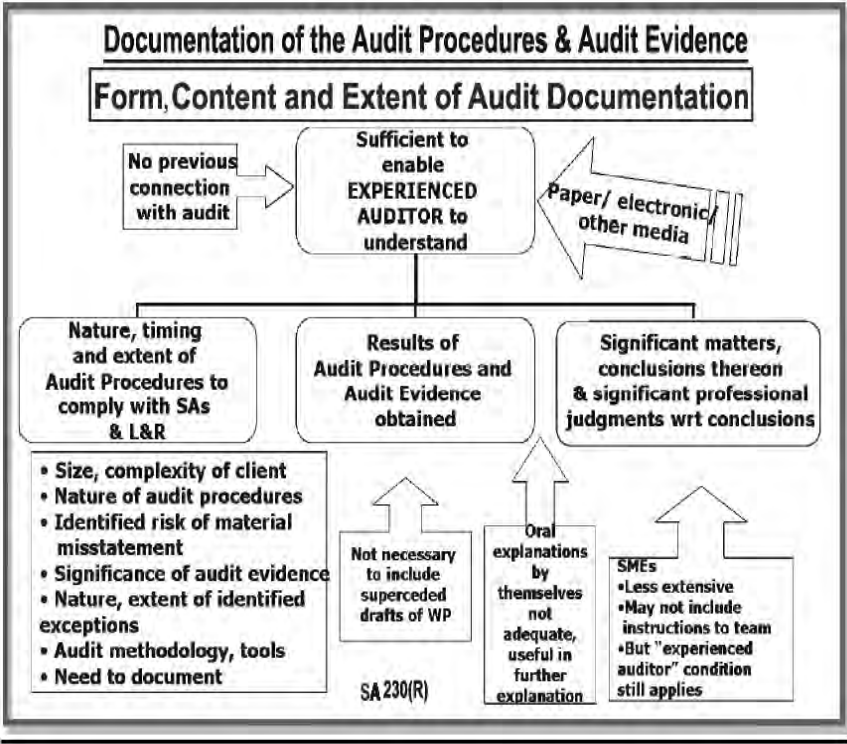 Documentation of the Audit Procedures & Audit Evidence
Form, Content and Extent of Audit Documentation
No previous
connection
with audit
Sufficient to
enable
EXPERIENCED
AUDITOR to
understand
Paper/ electronic/
other media
Nature, timing
and extent of
Audit Procedures to
comply with SAs
& L&R
Results of
Audit Procedures and
Audit Evidence
obtained
Significant matters,
conclusions thereon
& significant professional
judgments wrt conclusions
• Size, complexity of client
• Nature of audit procedures
• Identified risk of material
misstatement
• Significance of audit evidence
• Nature, extent of identified
exceptions
• Audit methodology, tools
• Need to document
Not necessary
to include
superceded
drafts of WP
Oral
explanations
by
themselves
not
adequate,
useful in
further
explanation
SMEs
•Less extensive
•May not include
instructions to team
•But "experienced
auditor" condition
still applies
SA 230(R)